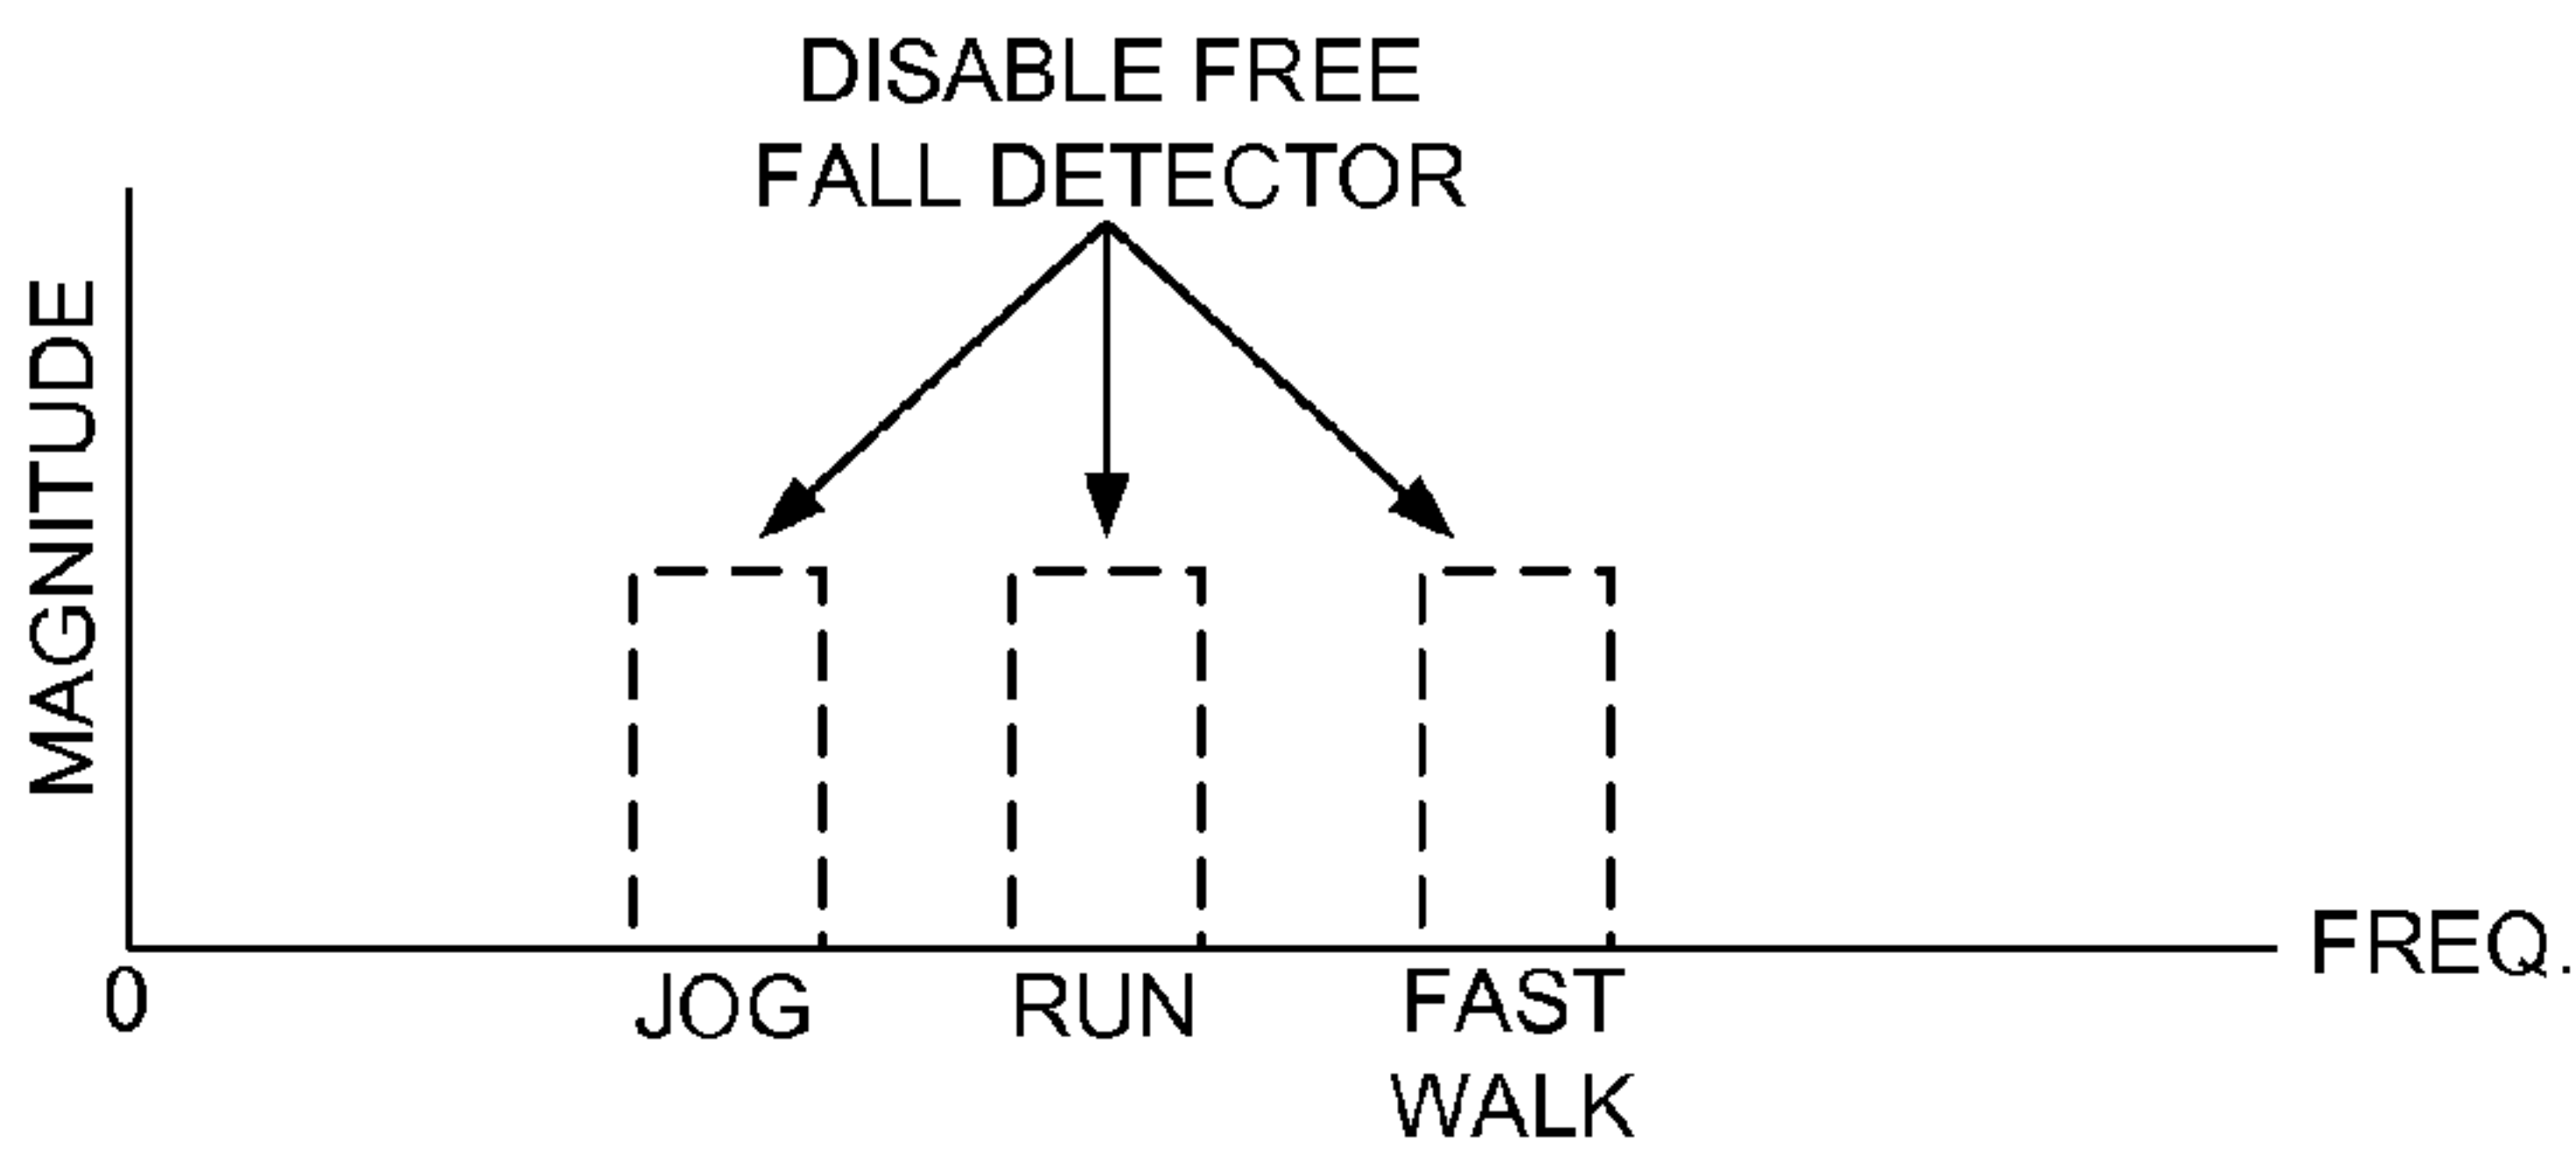 DISABLE FREE
FALL DETECTOR
MAGNITUDE
FREQ.
0
JOG
RUN
FAST
WALK